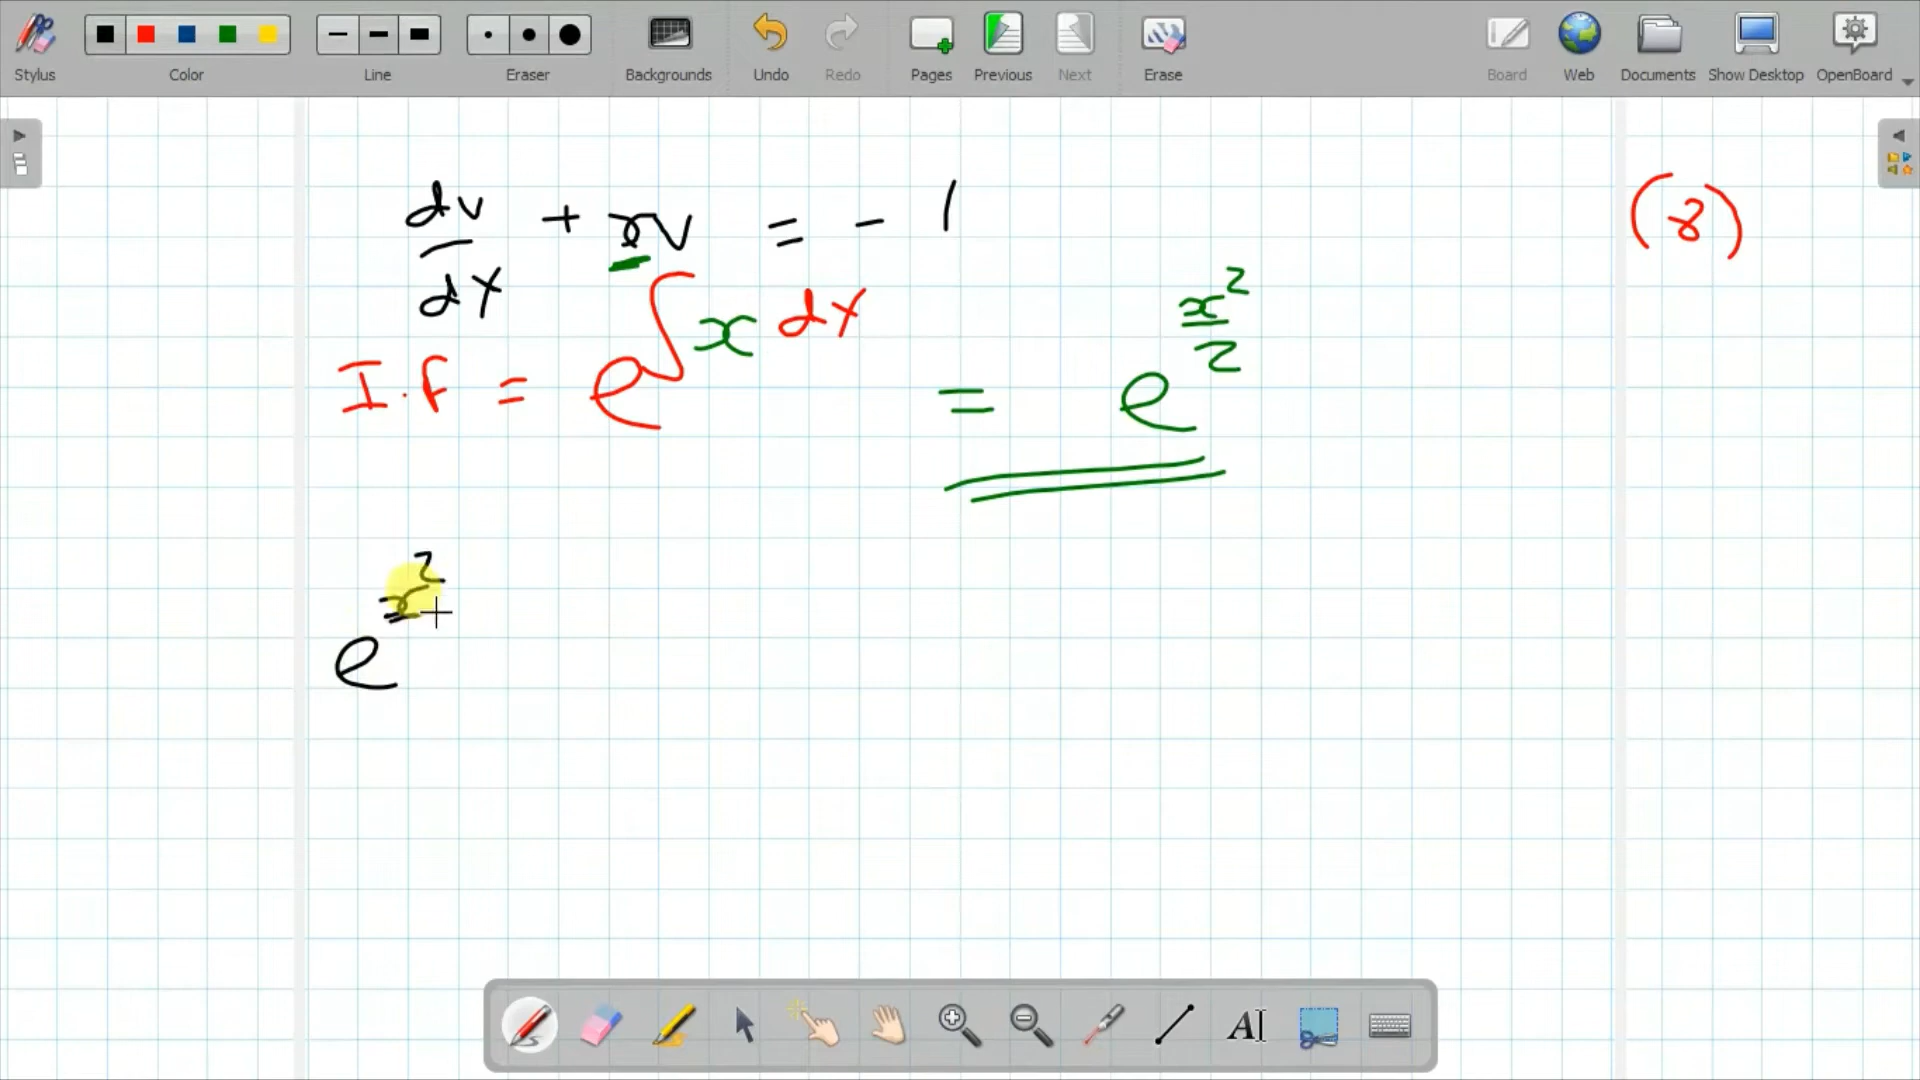 Stylus Color Line Eraser Backgrounds Undo Redo Pages Previous Next Erase Board Web Documents Show Desktop OpenBoard
dv/dx + xv = - 1
(8)
I.F = e^∫x dx = e^x²/2
e^x²